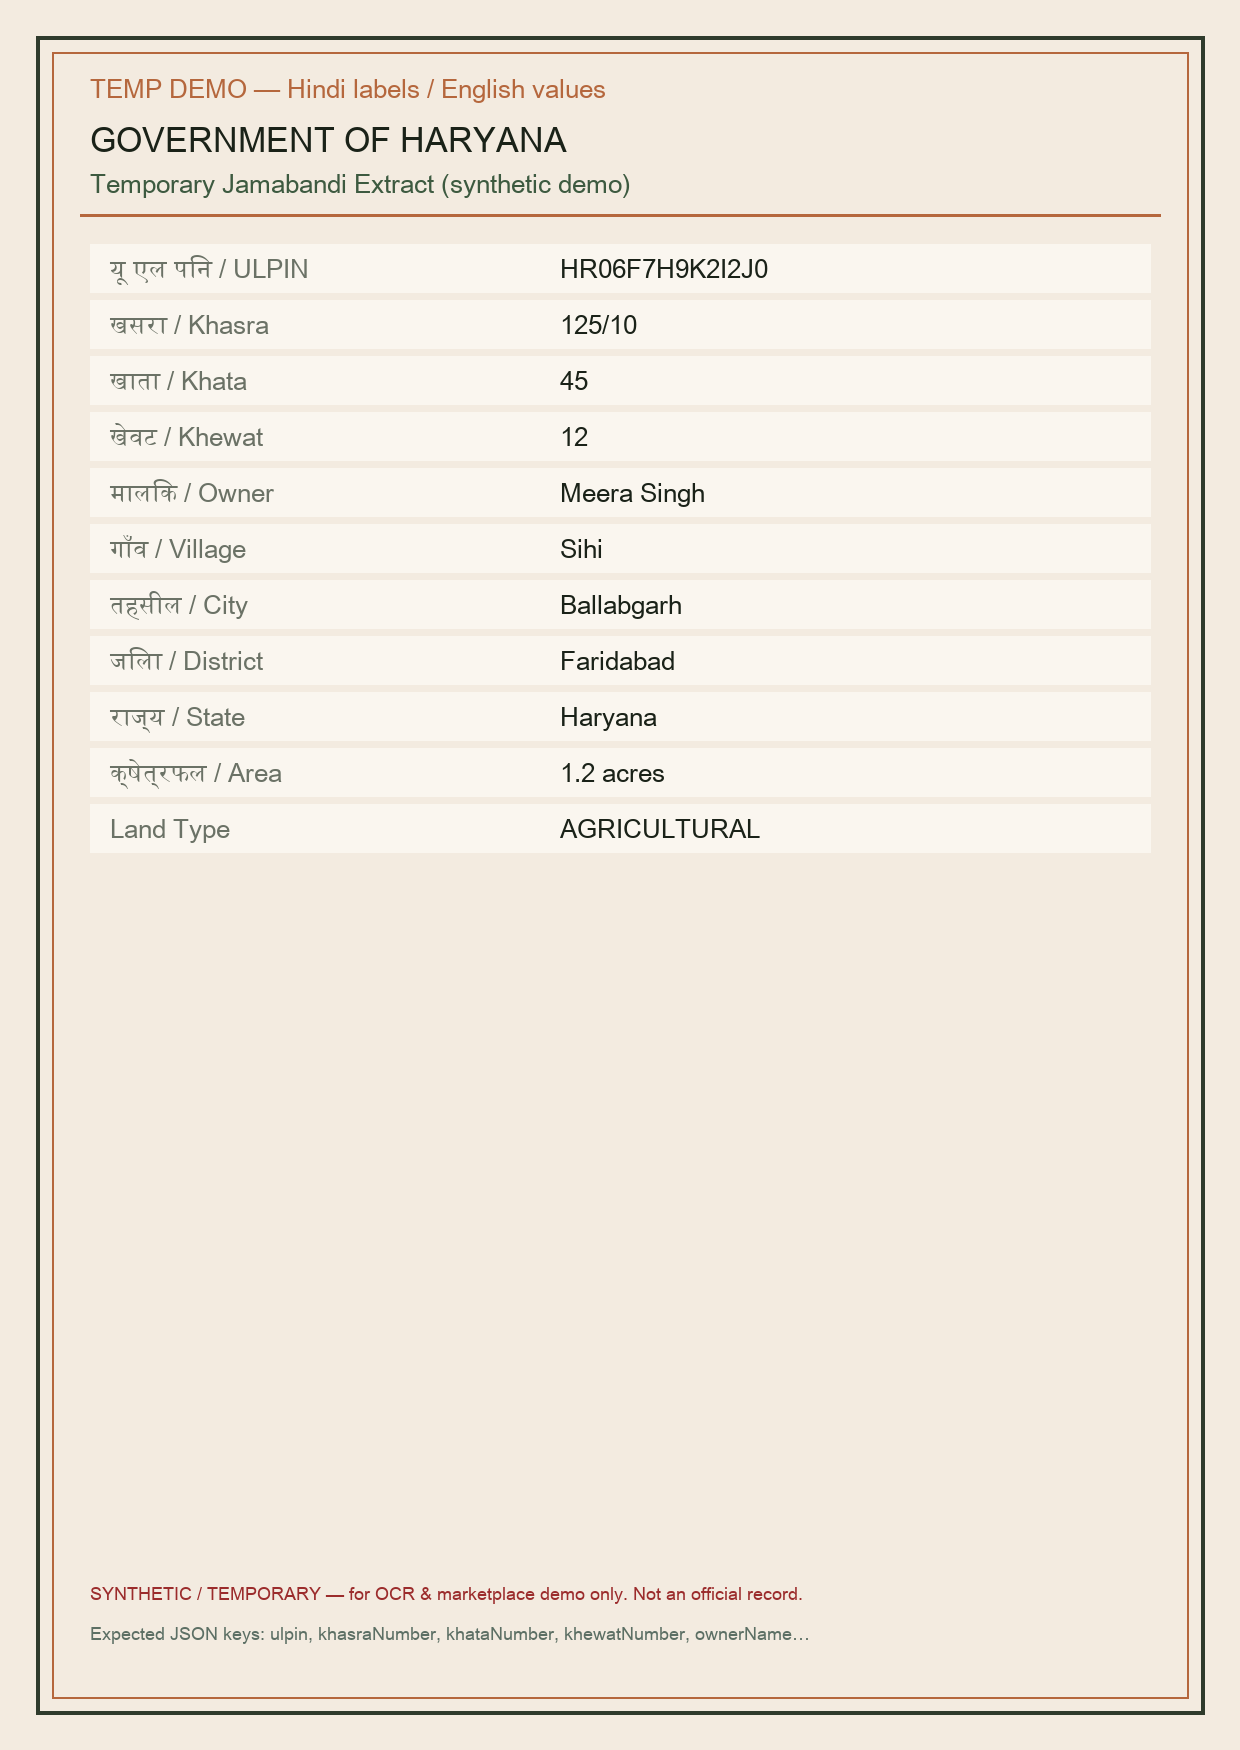 TEMP DEMO — Hindi labels / English values
GOVERNMENT OF HARYANA
Temporary Jamabandi Extract (synthetic demo)
यू एल पिन / ULPIN HR06F7H9K2I2J0
खसरा / Khasra 125/10
खाता / Khata 45
खेवट / Khewat 12
मालिक / Owner Meera Singh
गाँव / Village Sihi
तहसील / City Ballabgarh
जिला / District Faridabad
राज्य / State Haryana
क्षेत्रफल / Area 1.2 acres
Land Type AGRICULTURAL
SYNTHETIC / TEMPORARY — for OCR & marketplace demo only. Not an official record.
Expected JSON keys: ulpin, khasraNumber, khataNumber, khewatNumber, ownerName…